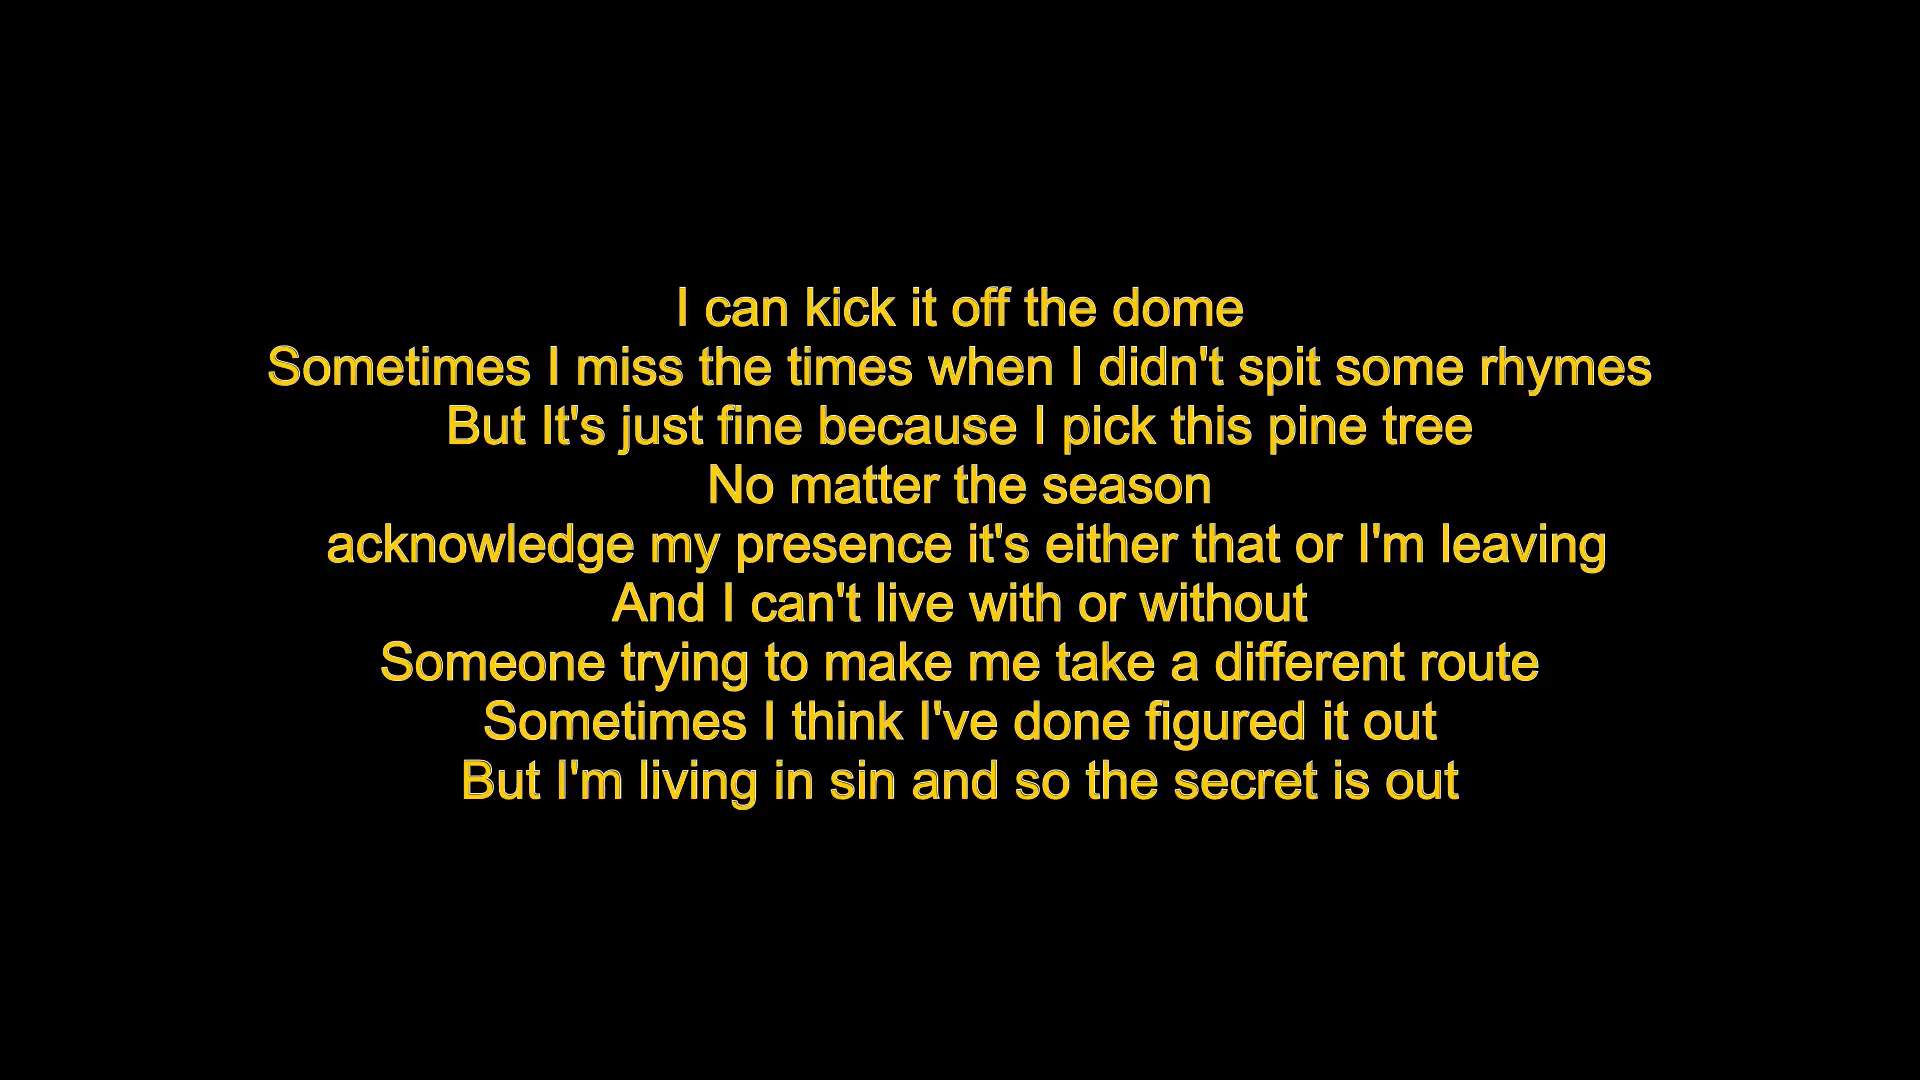 I can kick it off the dome
Sometimes I miss the times when I didn't spit some rhymes
But It's just fine because I pick this pine tree
No matter the season
acknowledge my presence it's either that or I'm leaving
And I can't live with or without
Someone trying to make me take a different route
Sometimes I think I've done figured it out
But I'm living in sin and so the secret is out